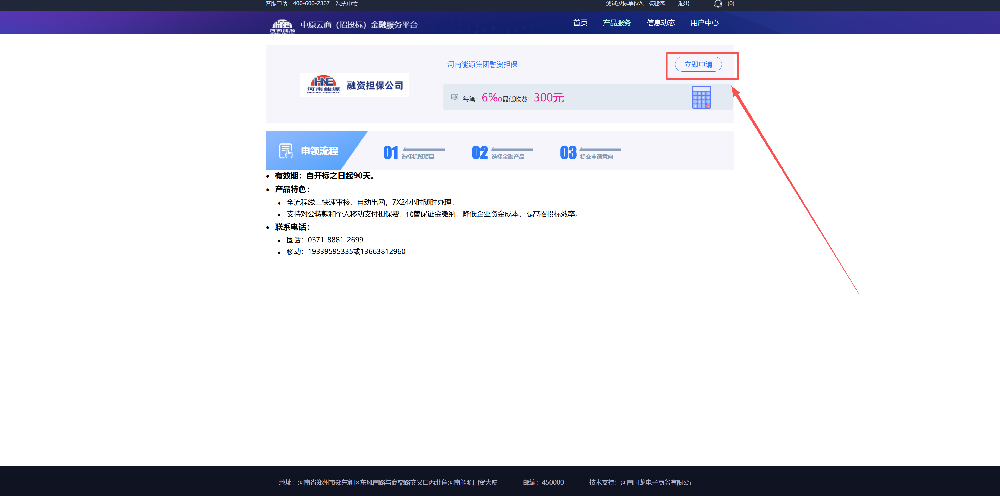 客服电话：400-600-2367 发票申请 测试投标单位A，欢迎您 退出 (0)
HNE 河南能源 HENAN ENERGY 中原云商（招投标）金融服务平台 首页 产品服务 信息动态 用户中心
河南能源集团融资担保 立即申请
HNE 河南能源 HENAN ENERGY 融资担保公司
每笔：6‰最低收费：300元
申领流程 01 选择标段项目 02 选择金融产品 03 提交申请意向
有效期：自开标之日起90天。
产品特色：
全流程线上快速审核、自动出函，7X24小时随时办理。
支持对公转款和个人移动支付担保费，代替保证金缴纳，降低企业资金成本，提高招投标效率。
联系电话：
固话：0371-8881-2699
移动：19339595335或13663812960
地址：河南省郑州市郑东新区东风南路与商鼎路交叉口西北角河南能源国贸大厦 邮编：450000 技术支持：河南国龙电子商务有限公司